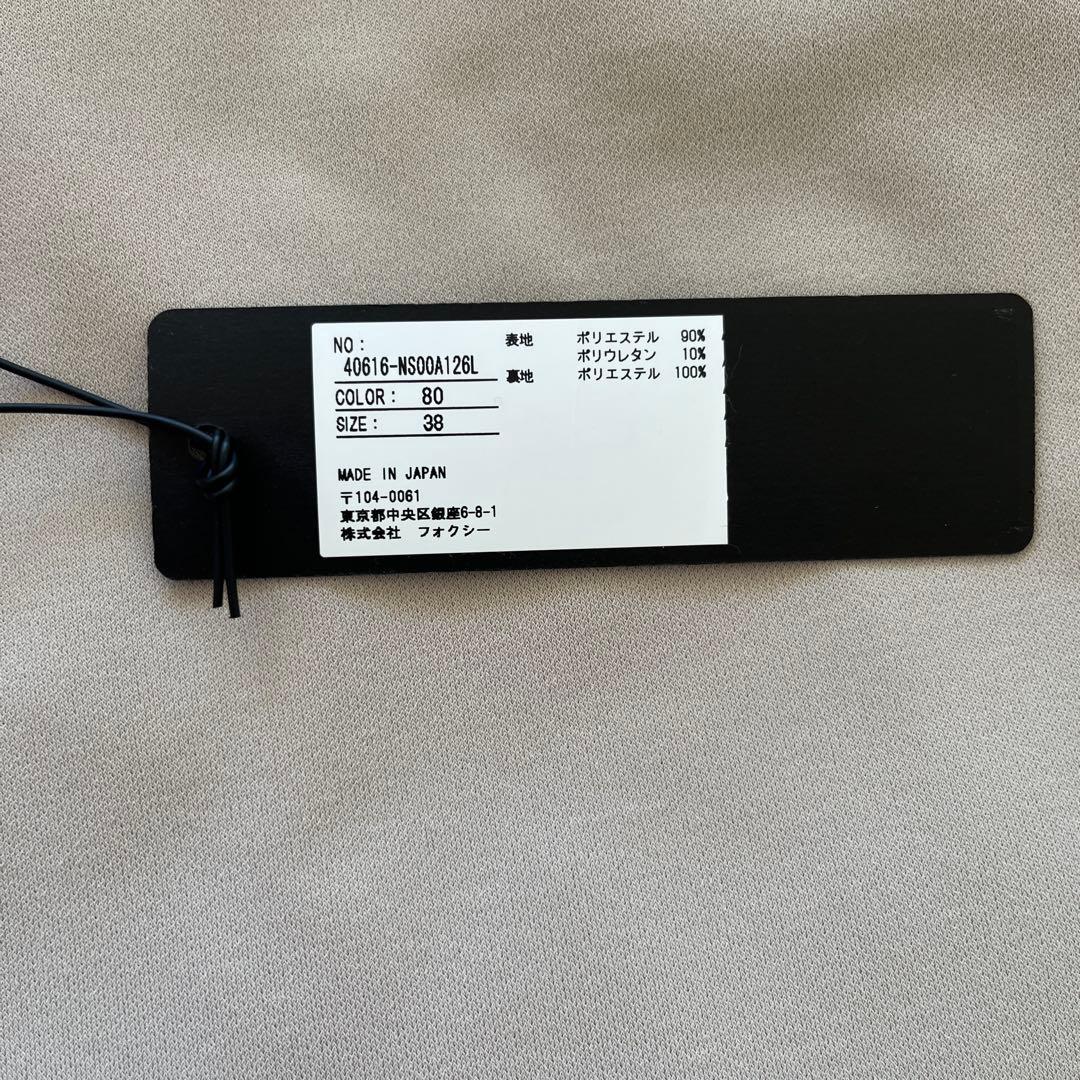 NO:
40616-NS00A126L
COLOR: 80
SIZE: 38
表地 ポリエステル 90%
ポリウレタン 10%
裏地 ポリエステル 100%
MADE IN JAPAN
〒104-0061
東京都中央区銀座6-8-1
株式会社 フォクシー